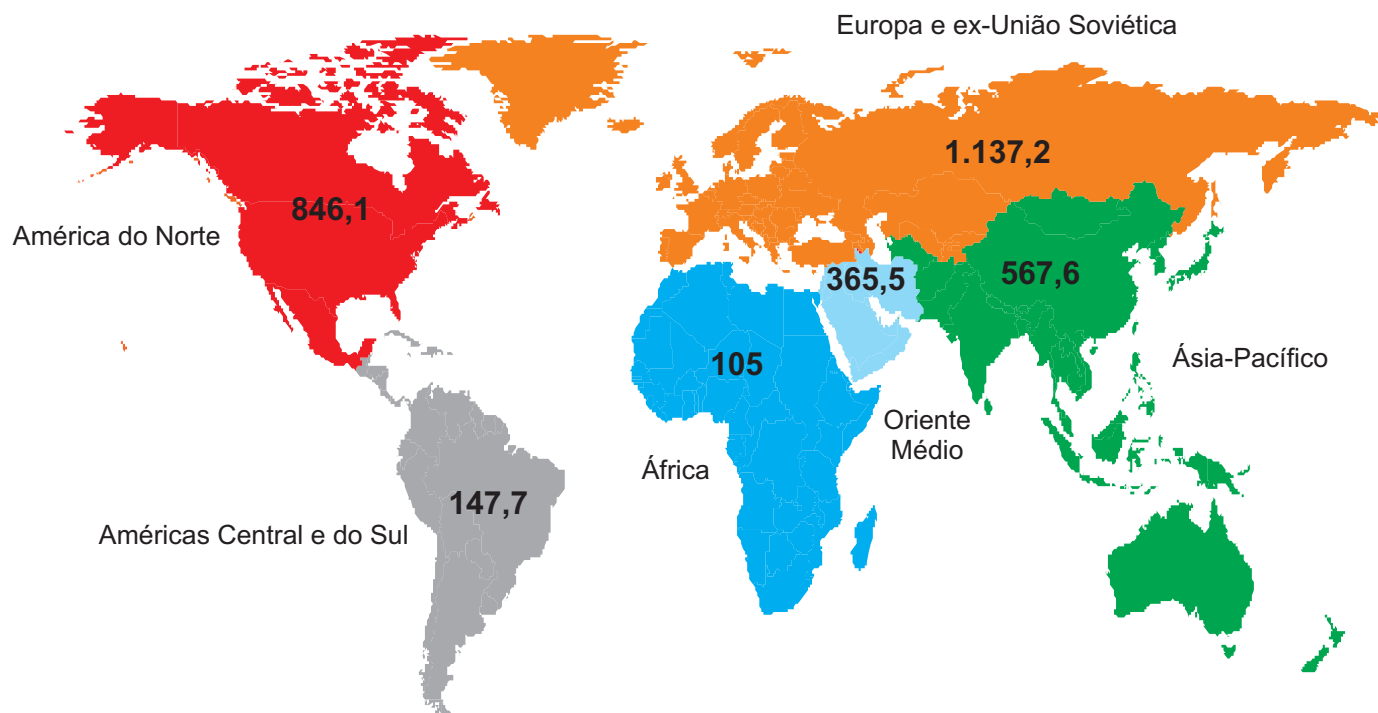 Europa e ex-União Soviética
1.137,2
846,1
América do Norte
365,5
567,6
105
Ásia-Pacífico
Oriente
Médio
África
147,7
Américas Central e do Sul